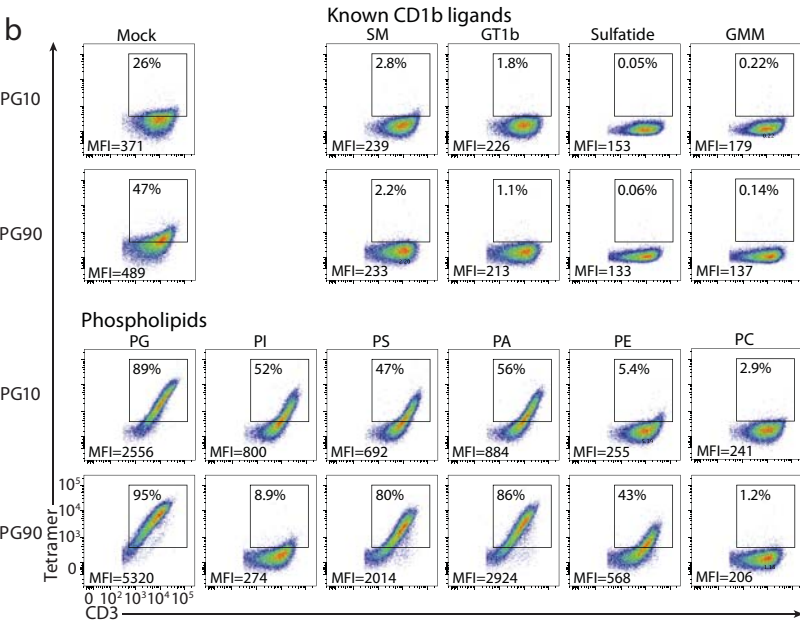 b
Known CD1b ligands
Mock SM GT1b Sulfatide GMM
PG10 26% 2.8% 1.8% 0.05% 0.22%
MFI=371 MFI=239 MFI=226 MFI=153 MFI=179
PG90 47% 2.2% 1.1% 0.06% 0.14%
MFI=489 MFI=233 MFI=213 MFI=133 MFI=137
Phospholipids
PG PI PS PA PE PC
PG10 89% 52% 47% 56% 5.4% 2.9%
MFI=2556 MFI=800 MFI=692 MFI=884 MFI=255 MFI=241
PG90 95% 8.9% 80% 86% 43% 1.2%
MFI=5320 MFI=274 MFI=2014 MFI=2924 MFI=568 MFI=206
Tetramer
10⁵
10⁴
10³
0
0 10² 10³ 10⁴ 10⁵
CD3